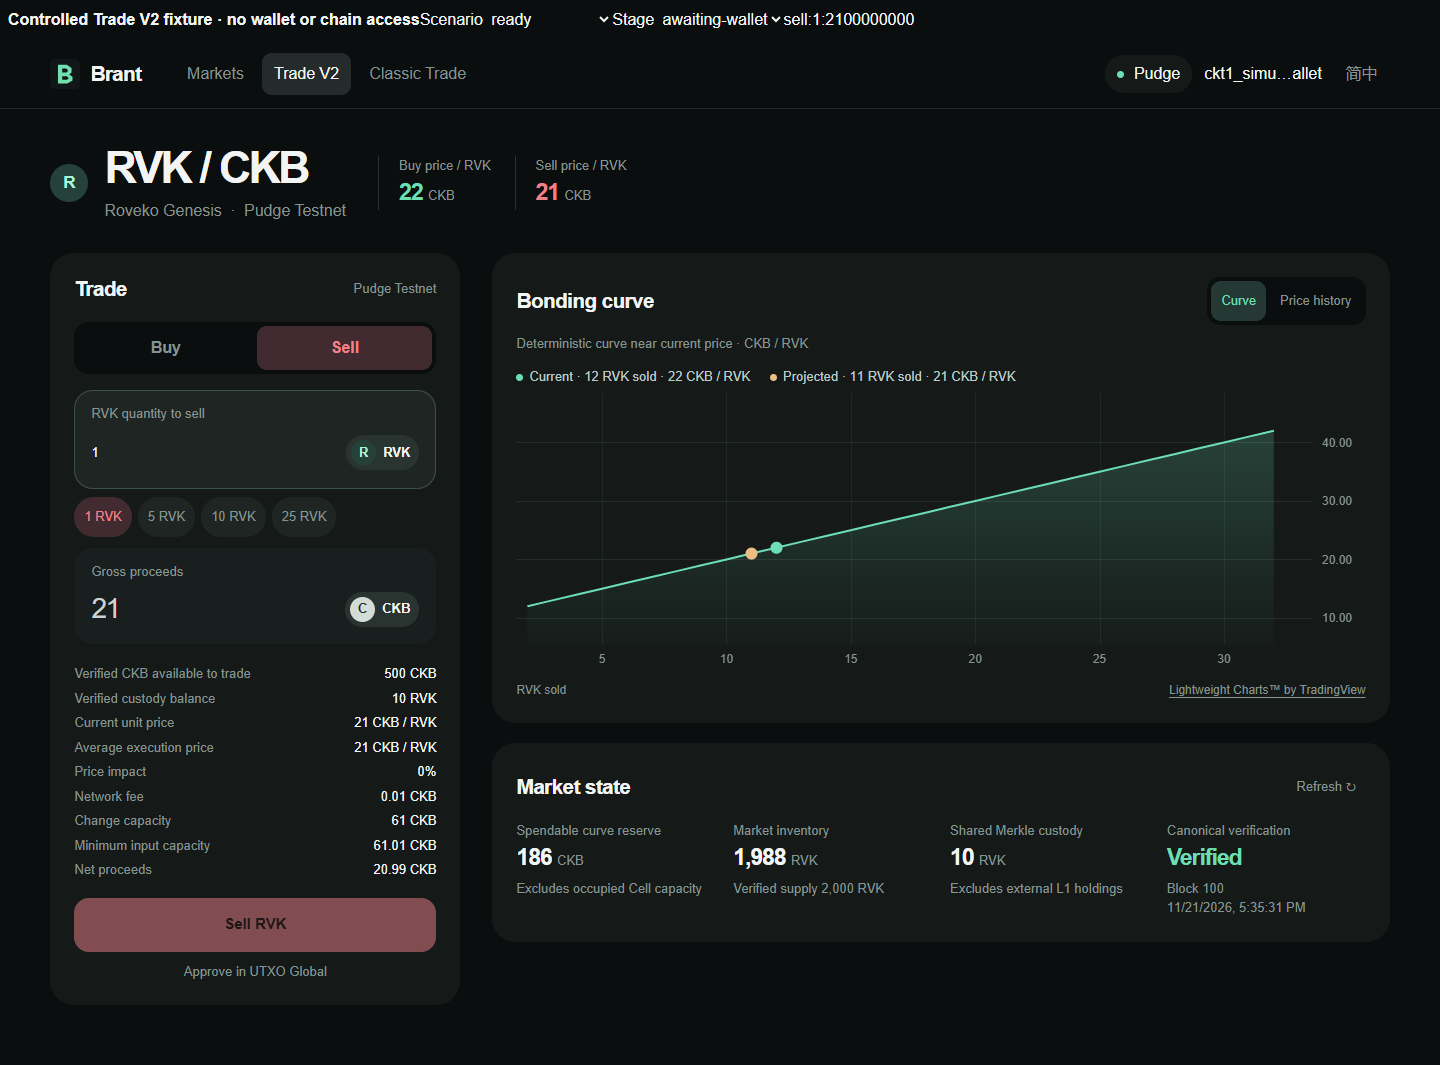 Controlled Trade V2 fixture · no wallet or chain access Scenario ready Stage awaiting-wallet sell:1:2100000000
B Brant Markets Trade V2 Classic Trade Pudge ckt1_simu…allet 简中
R RVK / CKB
Roveko Genesis · Pudge Testnet
Buy price / RVK
22 CKB
Sell price / RVK
21 CKB
Trade Pudge Testnet
Buy Sell
RVK quantity to sell
1 R RVK
1 RVK 5 RVK 10 RVK 25 RVK
Gross proceeds
21 C CKB
Verified CKB available to trade 500 CKB
Verified custody balance 10 RVK
Current unit price 21 CKB / RVK
Average execution price 21 CKB / RVK
Price impact 0%
Network fee 0.01 CKB
Change capacity 61 CKB
Minimum input capacity 61.01 CKB
Net proceeds 20.99 CKB
Sell RVK
Approve in UTXO Global
Bonding curve Curve Price history
Deterministic curve near current price · CKB / RVK
Current · 12 RVK sold · 22 CKB / RVK Projected · 11 RVK sold · 21 CKB / RVK
40.00
30.00
20.00
10.00
5 10 15 20 25 30
RVK sold Lightweight Charts™ by TradingView
Market state Refresh ↻
Spendable curve reserve
186 CKB
Excludes occupied Cell capacity
Market inventory
1,988 RVK
Verified supply 2,000 RVK
Shared Merkle custody
10 RVK
Excludes external L1 holdings
Canonical verification
Verified
Block 100
11/21/2026, 5:35:31 PM